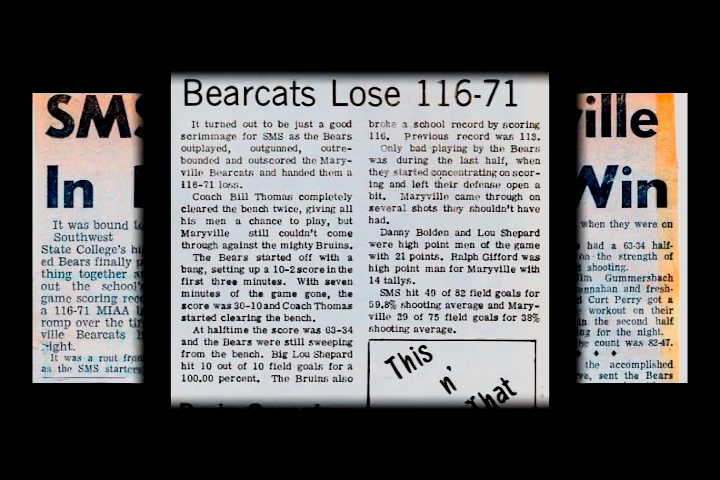 SMS
In
It was bound to
Southwest
State College's
ed Bears finally
thing together
out the school'
game scoring
a 116-71 MIAA
romp over the
ville Bearcats
night.
It was a rout from
as the SMS starters
Bearcats Lose 116-71
It turned out to be just a good
scrimmage for SMS as the Bears
outplayed, outgunned, outre-
bounded and outscored the Mary-
ville Bearcats and handed them a
116-71 loss.
Coach Bill Thomas completely
cleared the bench twice, giving all
his men a chance to play, but
Maryville still couldn't come
through against the mighty Bruins.
The Bears started off with a
bang, setting up a 10-2 score in the
first three minutes. With seven
minutes of the game gone, the
score was 30-10 and Coach Thomas
started clearing the bench.
At halftime the score was 63-34
and the Bears were still sweeping
from the bench. Big Lou Shepard
hit 10 out of 10 field goals for a
100.00 percent. The Bruins also
broke a school record by scoring
116. Previous record was 113.
Only bad playing by the Bears
was during the last half, when
they started concentrating on scor-
ing and left their defense open a
bit. Maryville came through on
several shots they shouldn't have
had.
Danny Bolden and Lou Shepard
were high point men of the game
with 21 points. Ralph Gifford was
high point man for Maryville with
14 tallys.
SMS hit 49 of 82 field goals for
59.8% shooting average and Mary-
ville 29 of 75 field goals for 38%
shooting average.
This
n'
That
ville
Win
when they were on
had a 63-34 half-
on the strength of
shooting.
Jim Gummersbach
annahan and fresh-
d Curt Perry got a
workout on their
in the second half
ng for the night.
he count was 82-47.
the accomplished
ve, sent the Bears